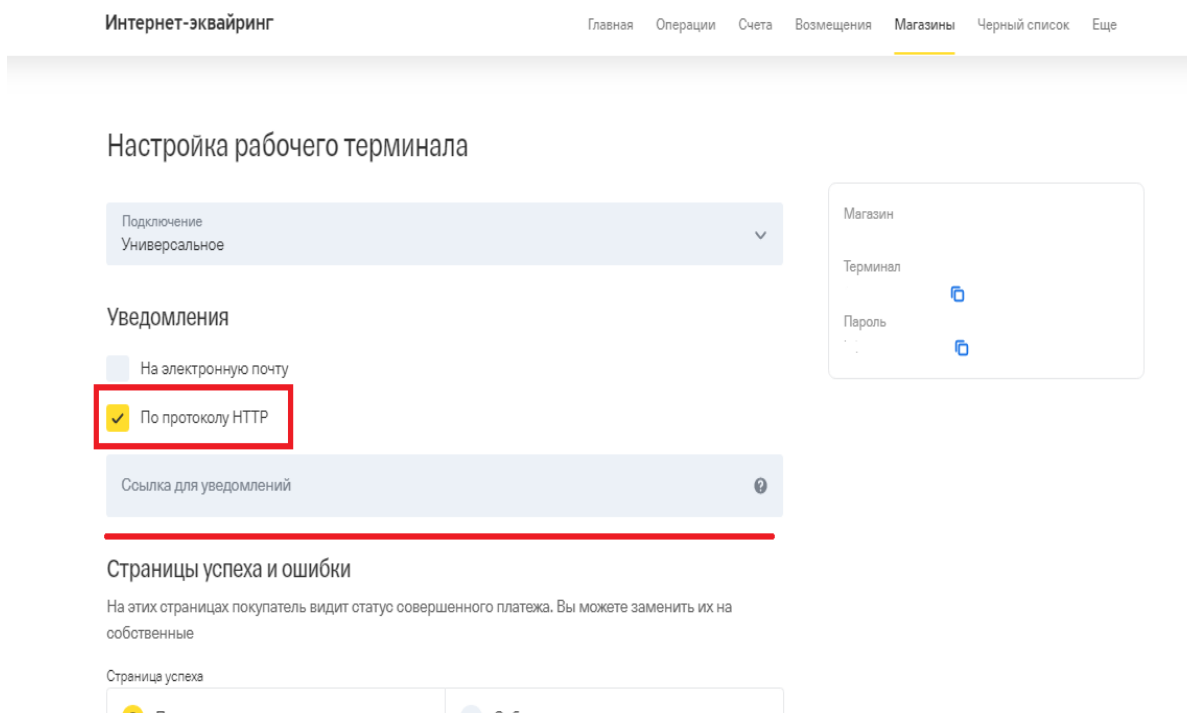 Интернет-эквайринг
Главная Операции Счета Возмещения Магазины Черный список Еще
Настройка рабочего терминала
Подключение
Универсальное
Магазин
Терминал
Пароль
Уведомления
На электронную почту
По протоколу HTTP
Ссылка для уведомлений
Страницы успеха и ошибки
На этих страницах покупатель видит статус совершенного платежа. Вы можете заменить их на
собственные
Страница успеха